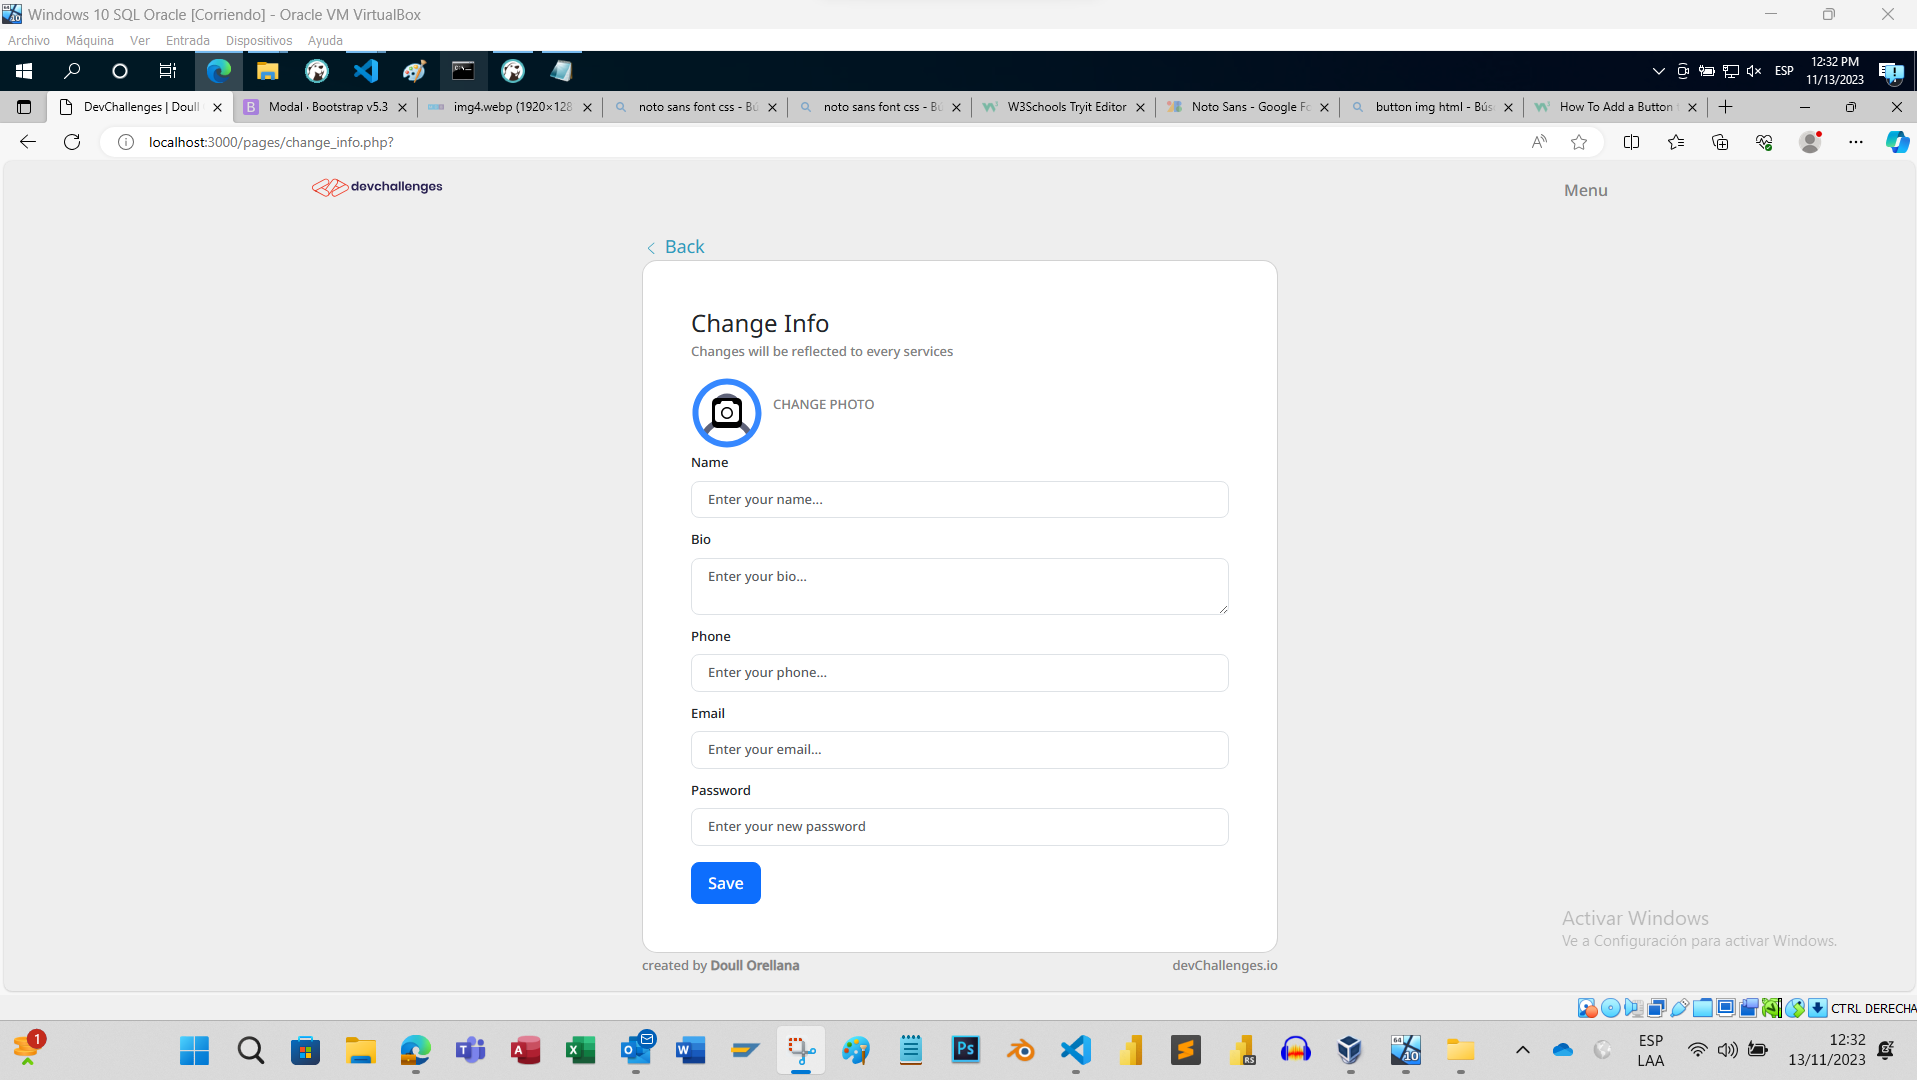 Windows 10 SQL Oracle [Corriendo] - Oracle VM VirtualBox
Archivo Máquina Ver Entrada Dispositivos Ayuda
ESP
12:32 PM
11/13/2023
DevChallenges | Doull
Modal · Bootstrap v5.3
img4.webp (1920×128
noto sans font css - Bú
noto sans font css - Bú
W3Schools Tryit Editor
Noto Sans - Google Fo
button img html - Bús
How To Add a Button
localhost:3000/pages/change_info.php?
devchallenges
Menu
Back
Change Info
Changes will be reflected to every services
CHANGE PHOTO
Name
Enter your name...
Bio
Enter your bio...
Phone
Enter your phone...
Email
Enter your email...
Password
Enter your new password
Save
Activar Windows
Ve a Configuración para activar Windows.
created by Doull Orellana
devChallenges.io
CTRL DERECHA
1
ESP
LAA
12:32
13/11/2023